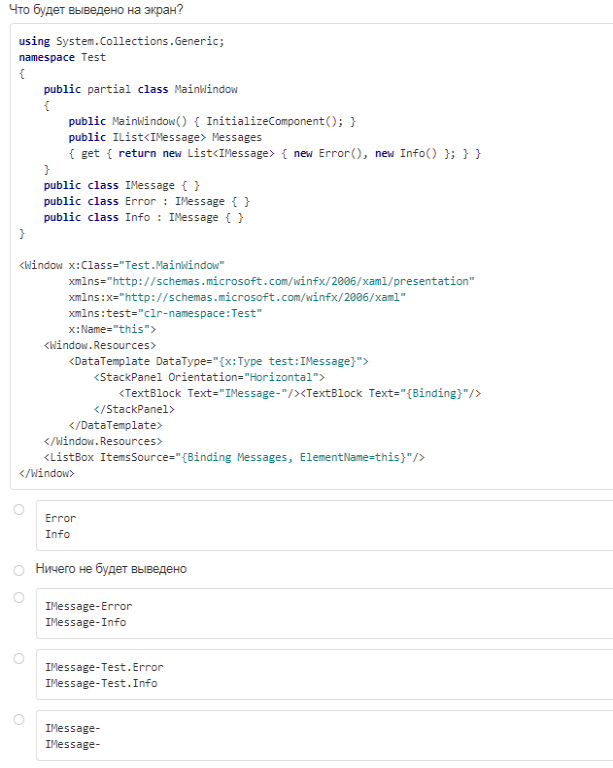 Что будет выведено на экран?
using System.Collections.Generic;
namespace Test
{
    public partial class MainWindow
    {
        public MainWindow() { InitializeComponent(); }
        public IList<IMessage> Messages
        { get { return new List<IMessage> { new Error(), new Info() }; } }
    }
    public class IMessage { }
    public class Error : IMessage { }
    public class Info : IMessage { }
}
<Window x:Class="Test.MainWindow"
        xmlns="http://schemas.microsoft.com/winfx/2006/xaml/presentation"
        xmlns:x="http://schemas.microsoft.com/winfx/2006/xaml"
        xmlns:test="clr-namespace:Test"
        x:Name="this">
    <Window.Resources>
        <DataTemplate DataType="{x:Type test:IMessage}">
            <StackPanel Orientation="Horizontal">
                <TextBlock Text="IMessage-"/><TextBlock Text="{Binding}"/>
            </StackPanel>
        </DataTemplate>
    </Window.Resources>
    <ListBox ItemsSource="{Binding Messages, ElementName=this}"/>
</Window>
Error
Info
Ничего не будет выведено
IMessage-Error
IMessage-Info
IMessage-Test.Error
IMessage-Test.Info
IMessage-
IMessage-